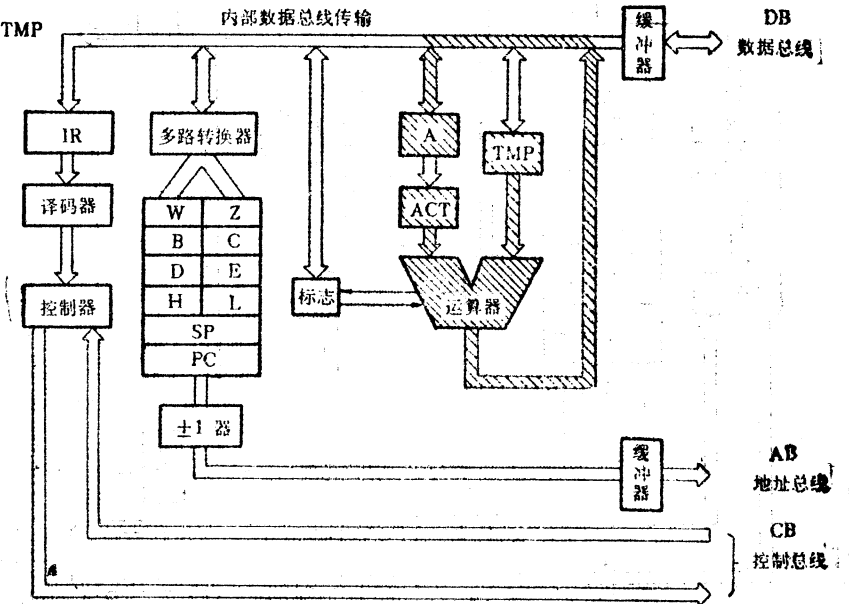 TMP
内部数据总线传输
缓冲器
DB
数据总线
IR
多路转换器
A
TMP
译码器
ACT
W Z
B C
D E
H L
SP
PC
控制器
标志
运算器
±1 器
缓冲器
AB
地址总线
CB
控制总线